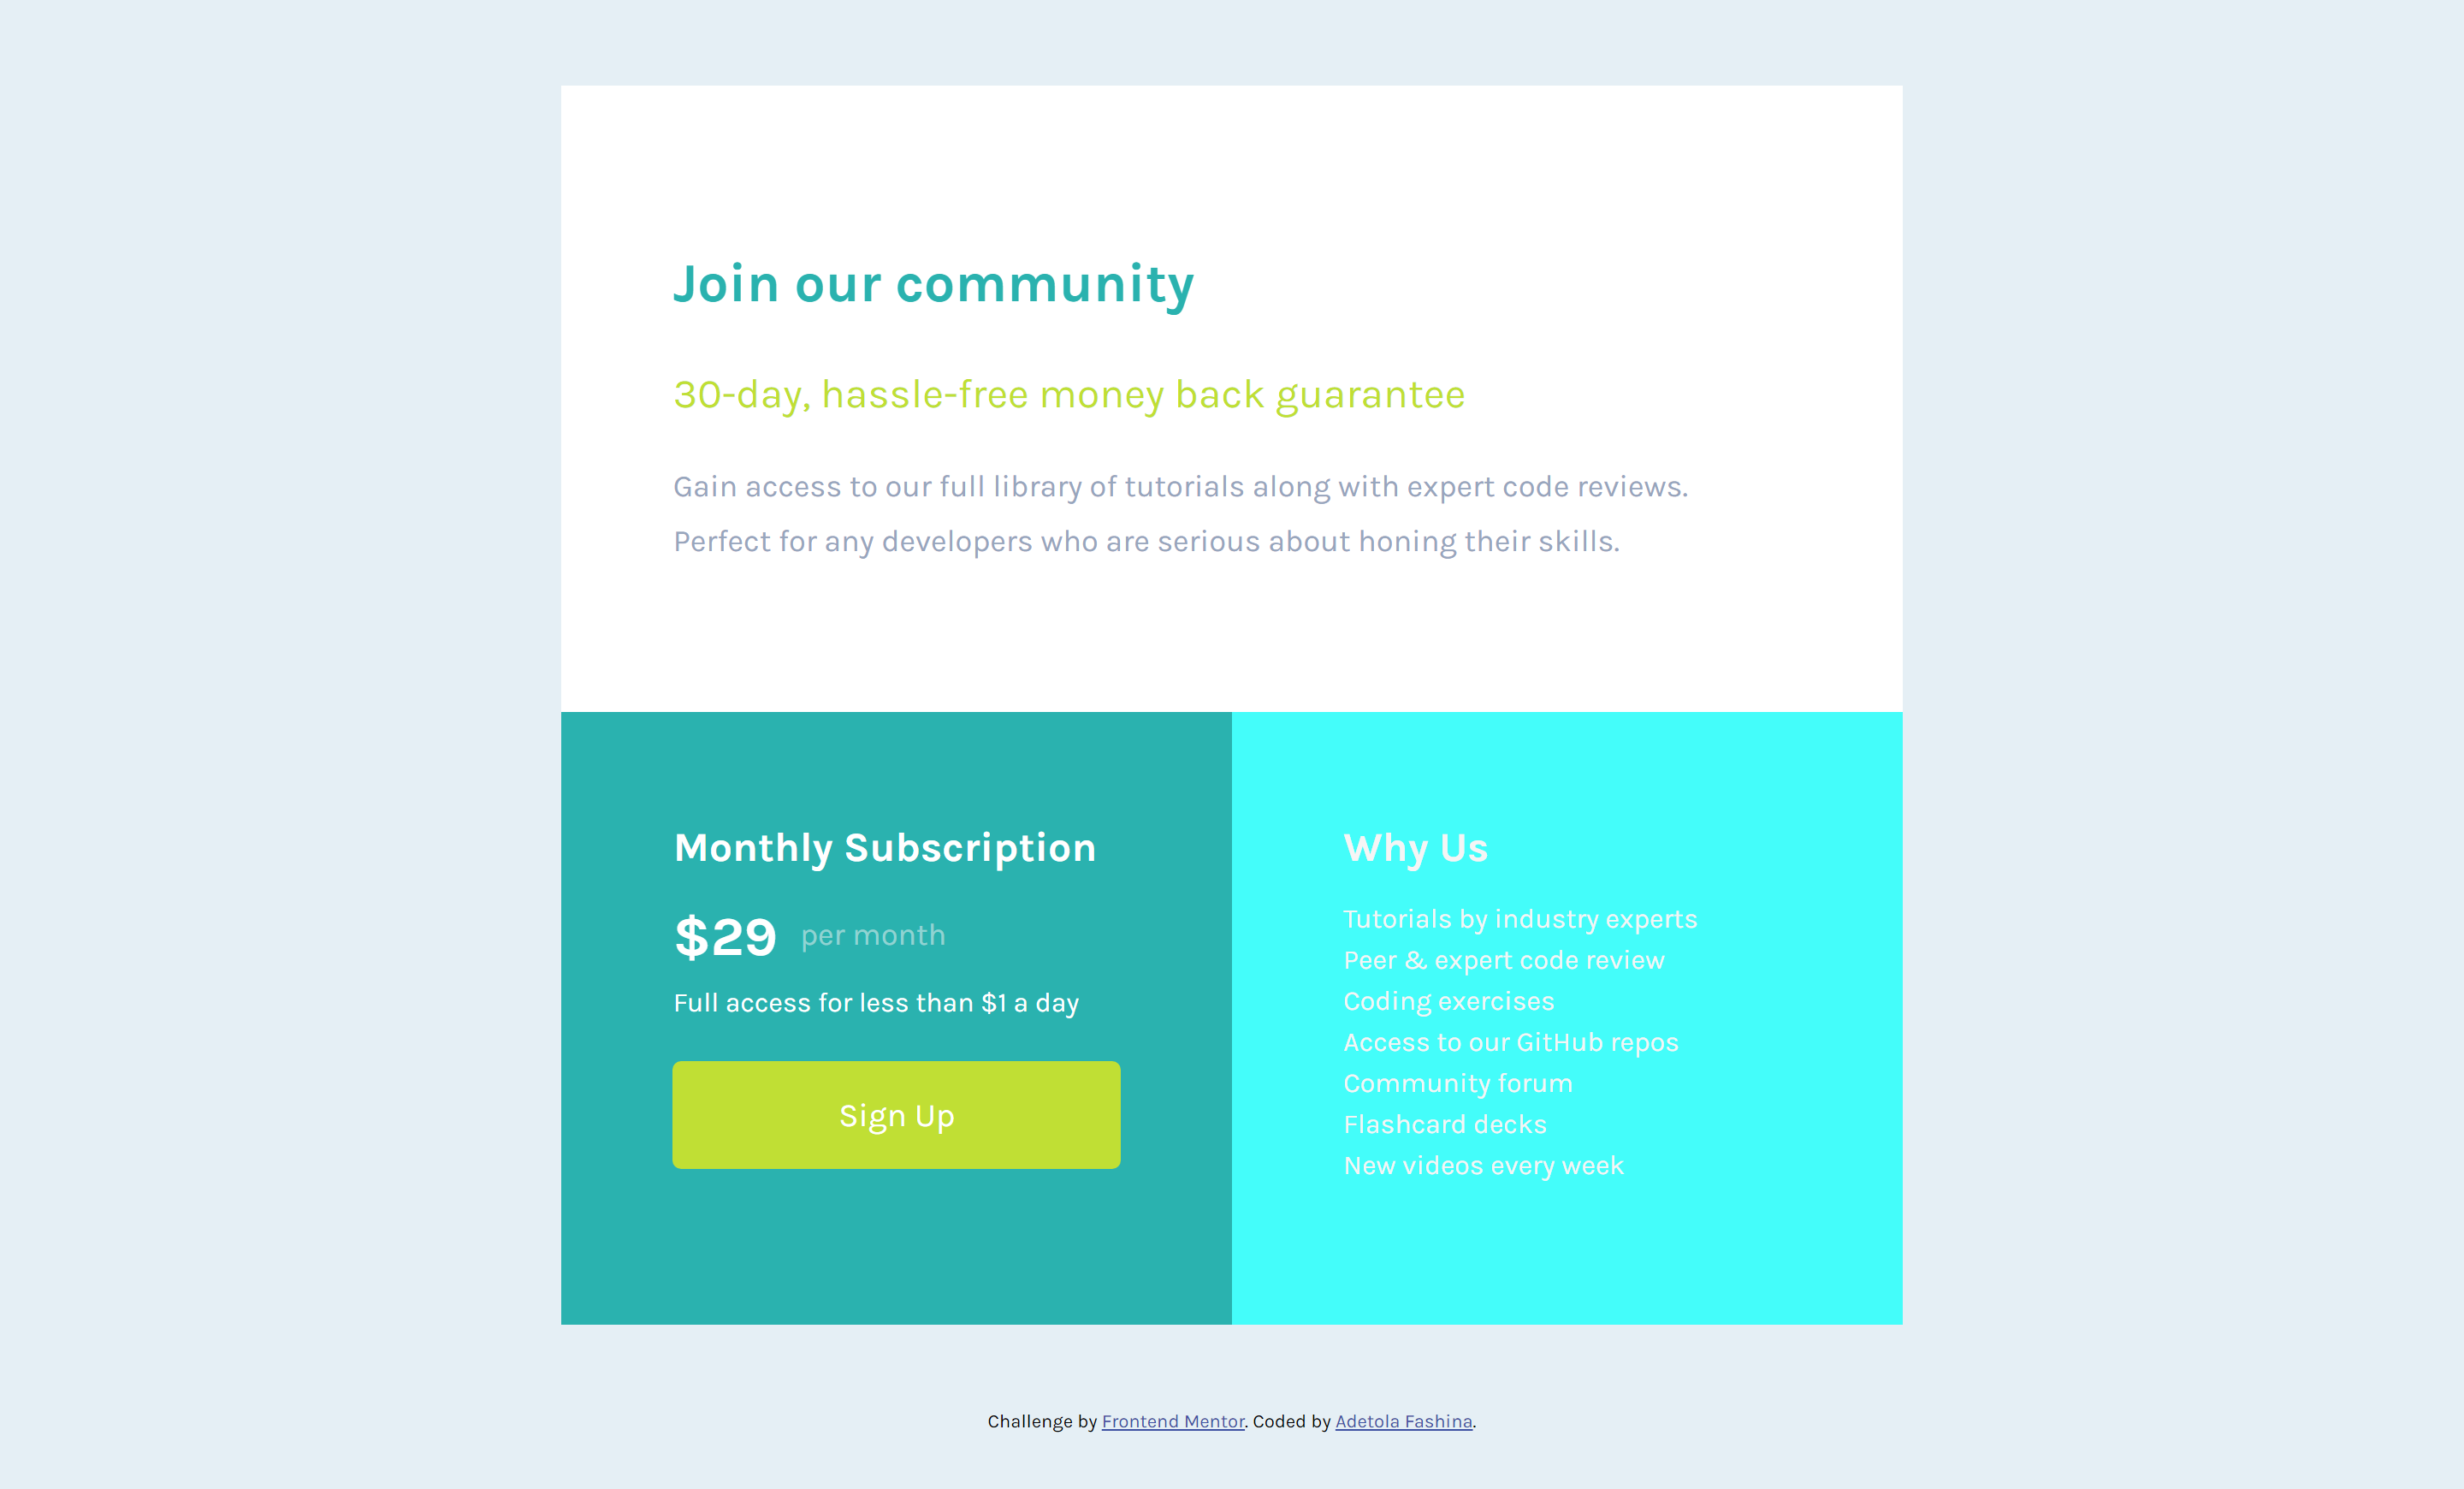 Join our community
30-day, hassle-free money back guarantee
Gain access to our full library of tutorials along with expert code reviews.
Perfect for any developers who are serious about honing their skills.
Monthly Subscription
$29 per month
Full access for less than $1 a day
Sign Up
Why Us
Tutorials by industry experts
Peer & expert code review
Coding exercises
Access to our GitHub repos
Community forum
Flashcard decks
New videos every week
Challenge by Frontend Mentor. Coded by Adetola Fashina.